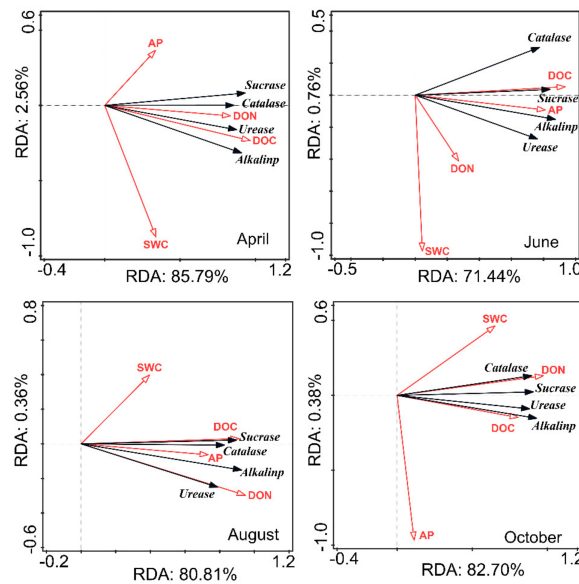 0.6
RDA: 2.56%
-1.0
AP
Sucrase
Catalase
DON
Urease
DOC
Alkalinp
SWC
April
-0.4
RDA: 85.79%
1.2
0.5
RDA: 0.76%
-1.0
Catalase
DOC
Sucrase
AP
Alkalinp
Urease
DON
SWC
June
-0.5
RDA: 71.44%
1.0
0.8
RDA: 0.36%
-0.6
SWC
DOC
Sucrase
Catalase
AP
Alkalinp
Urease
DON
August
-0.2
RDA: 80.81%
1.2
0.6
RDA: 0.38%
-1.0
SWC
Catalase
DON
Sucrase
Urease
DOC
Alkalinp
AP
October
-0.4
RDA: 82.70%
1.2